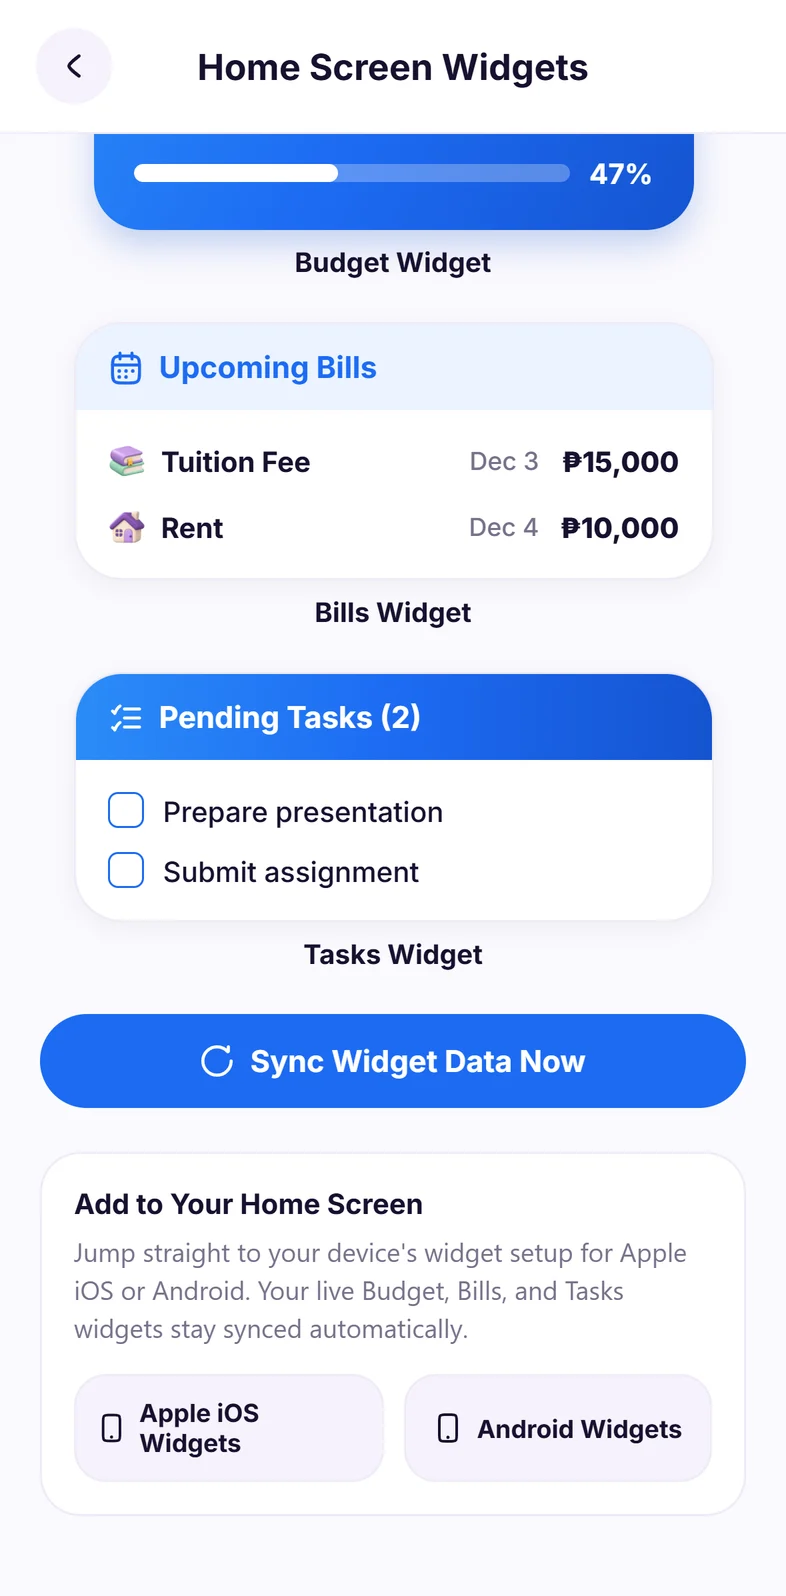 Home Screen Widgets
47%
Budget Widget
Upcoming Bills
Tuition Fee Dec 3 ₱15,000
Rent Dec 4 ₱10,000
Bills Widget
Pending Tasks (2)
Prepare presentation
Submit assignment
Tasks Widget
Sync Widget Data Now
Add to Your Home Screen
Jump straight to your device's widget setup for Apple
iOS or Android. Your live Budget, Bills, and Tasks
widgets stay synced automatically.
Apple iOS
Widgets
Android Widgets